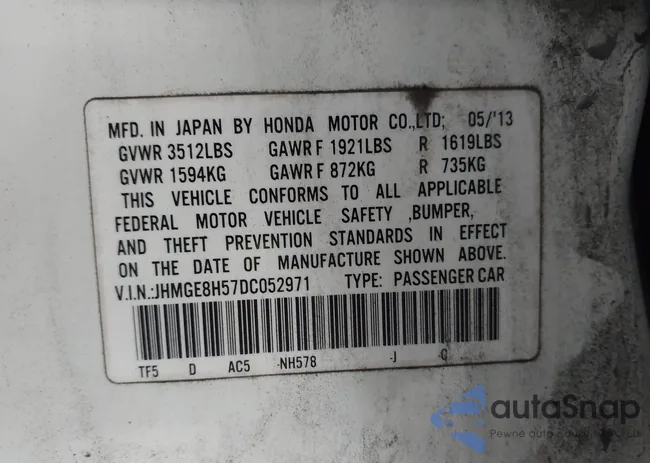 MFD. IN JAPAN BY HONDA MOTOR CO.,LTD; 05/'13
GVWR 3512LBS GAWR F 1921LBS R 1619LBS
GVWR 1594KG GAWR F 872KG R 735KG
THIS VEHICLE CONFORMS TO ALL APPLICABLE
FEDERAL MOTOR VEHICLE SAFETY ,BUMPER,
AND THEFT PREVENTION STANDARDS IN EFFECT
ON THE DATE OF MANUFACTURE SHOWN ABOVE.
V.I.N.:JHMGE8H57DC052971 TYPE: PASSENGER CAR
TF5 D AC5 -NH578 -J -C
autaSnap
Pewne auta